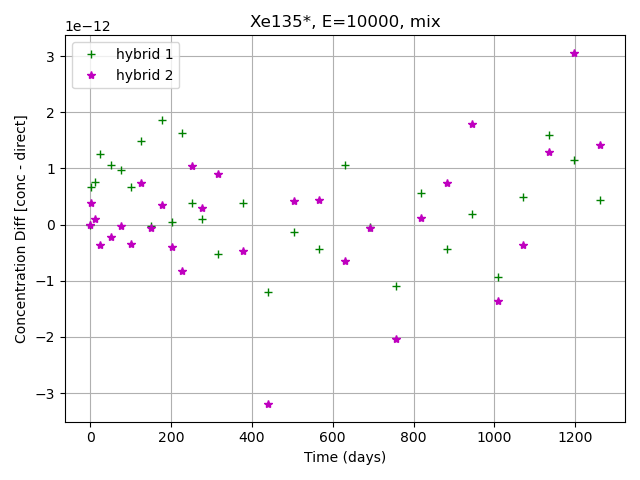 Xe135*, E=10000, mix
1e−12
hybrid 1
hybrid 2
3
2
1
0
−1
−2
−3
Concentration Diff [conc - direct]
0 200 400 600 800 1000 1200
Time (days)